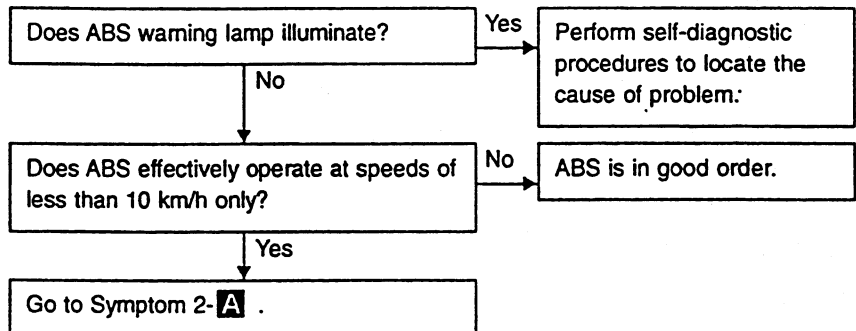 Does ABS warning lamp illuminate?
Yes
Perform self-diagnostic
procedures to locate the
cause of problem.
No
Does ABS effectively operate at speeds of
less than 10 km/h only?
No
ABS is in good order.
Yes
Go to Symptom 2-A .